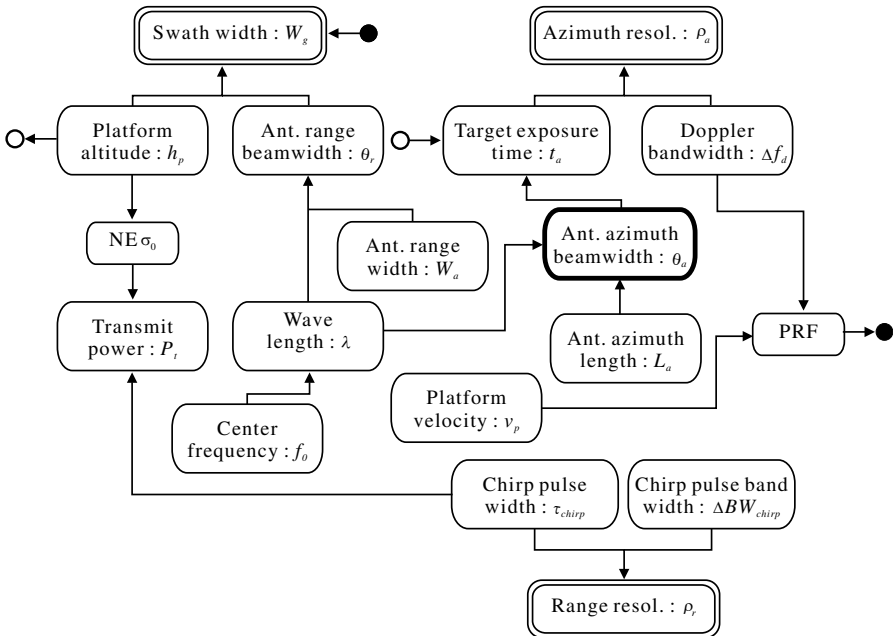 Swath width : W_g
Azimuth resol. : ρ_a
Platform
altitude : h_p
Ant. range
beamwidth : θ_r
Target exposure
time : t_a
Doppler
bandwidth : Δf_d
NE σ_0
Ant. range
width : W_a
Ant. azimuth
beamwidth : θ_a
Transmit
power : P_t
Wave
length : λ
Ant. azimuth
length : L_a
PRF
Center
frequency : f_0
Platform
velocity : v_p
Chirp pulse
width : τ_chirp
Chirp pulse band
width : ΔBW_chirp
Range resol. : ρ_r